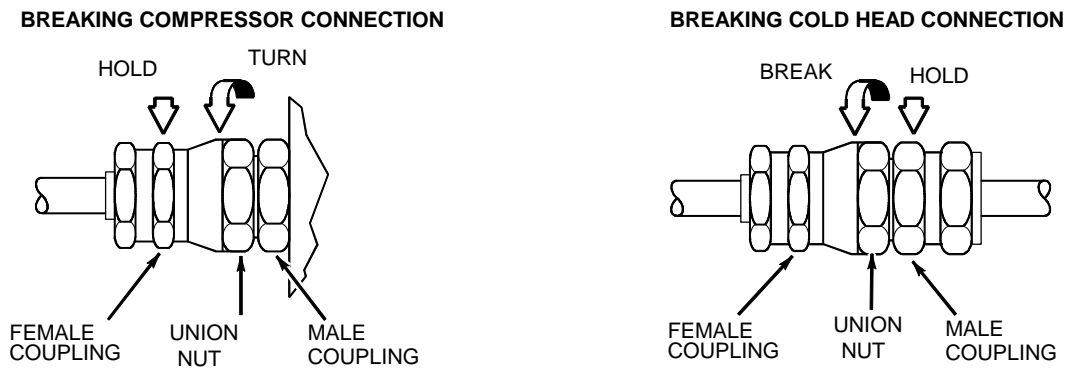 BREAKING COMPRESSOR CONNECTION
HOLD
TURN
FEMALE
COUPLING
UNION
NUT
MALE
COUPLING
BREAKING COLD HEAD CONNECTION
BREAK
HOLD
FEMALE
COUPLING
UNION
NUT
MALE
COUPLING